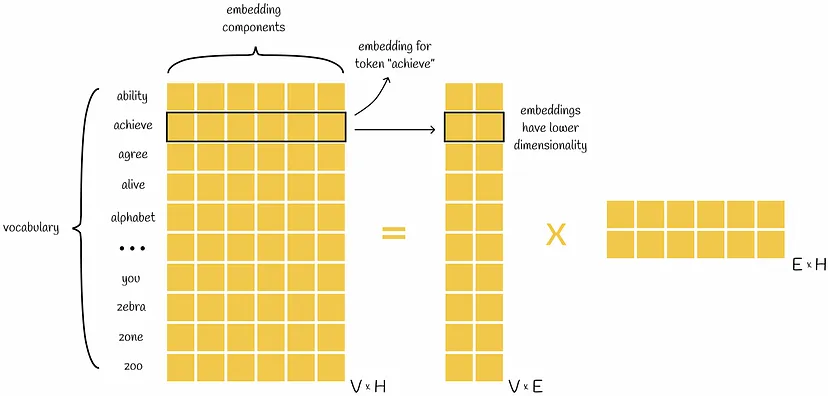 embedding
components
embedding for
token "achieve"
ability
achieve
agree
alive
alphabet
•••
you
zebra
zone
zoo
vocabulary
embeddings
have lower
dimensionality
=
x
V x H
V x E
E x H